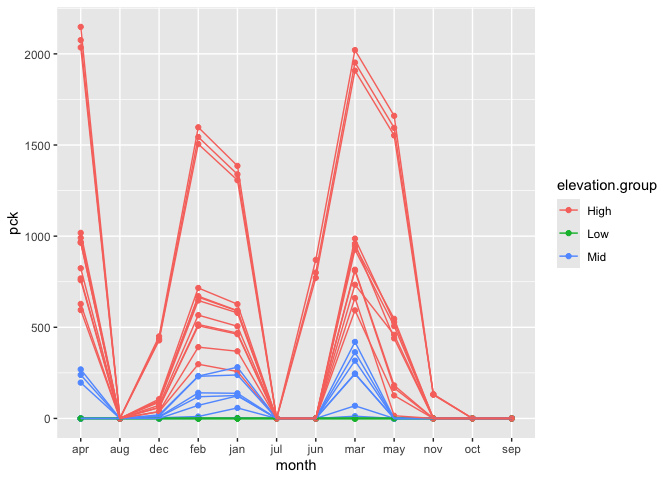 2000
1500
1000
500
0
pck
apr aug dec feb jan jul jun mar may nov oct sep
month
elevation.group
High
Low
Mid